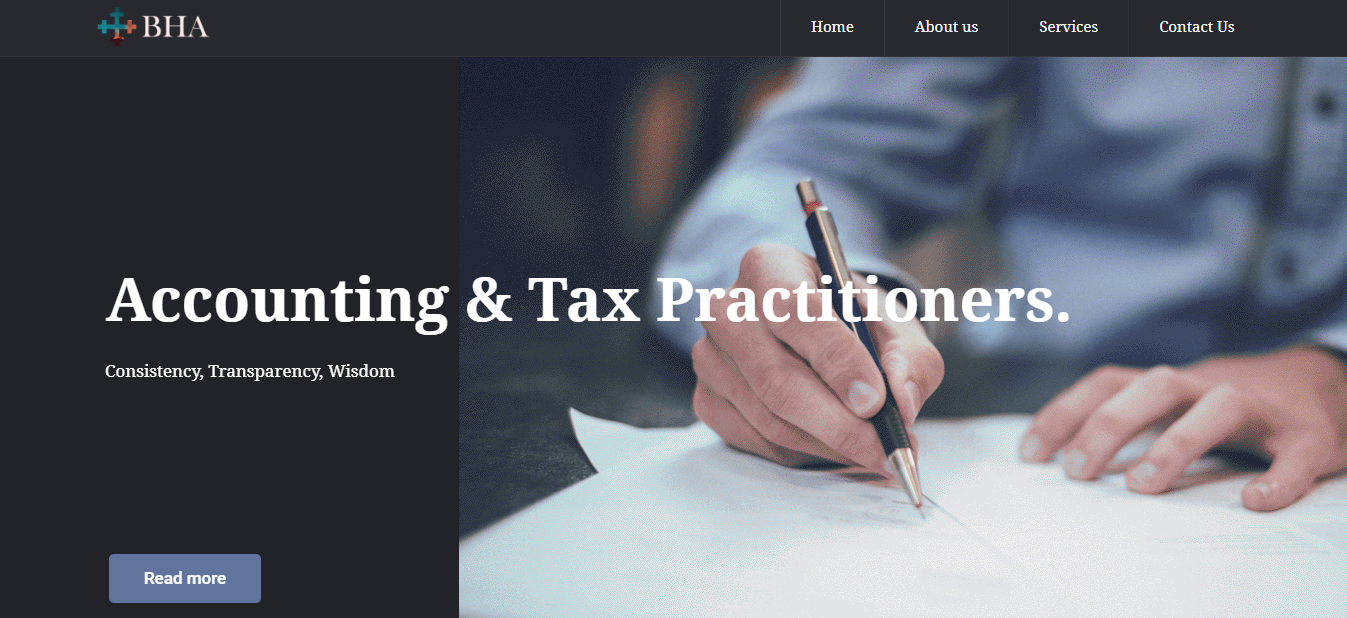 BHA
Home
About us
Services
Contact Us
Accounting & Tax Practitioners.
Consistency, Transparency, Wisdom
Read more